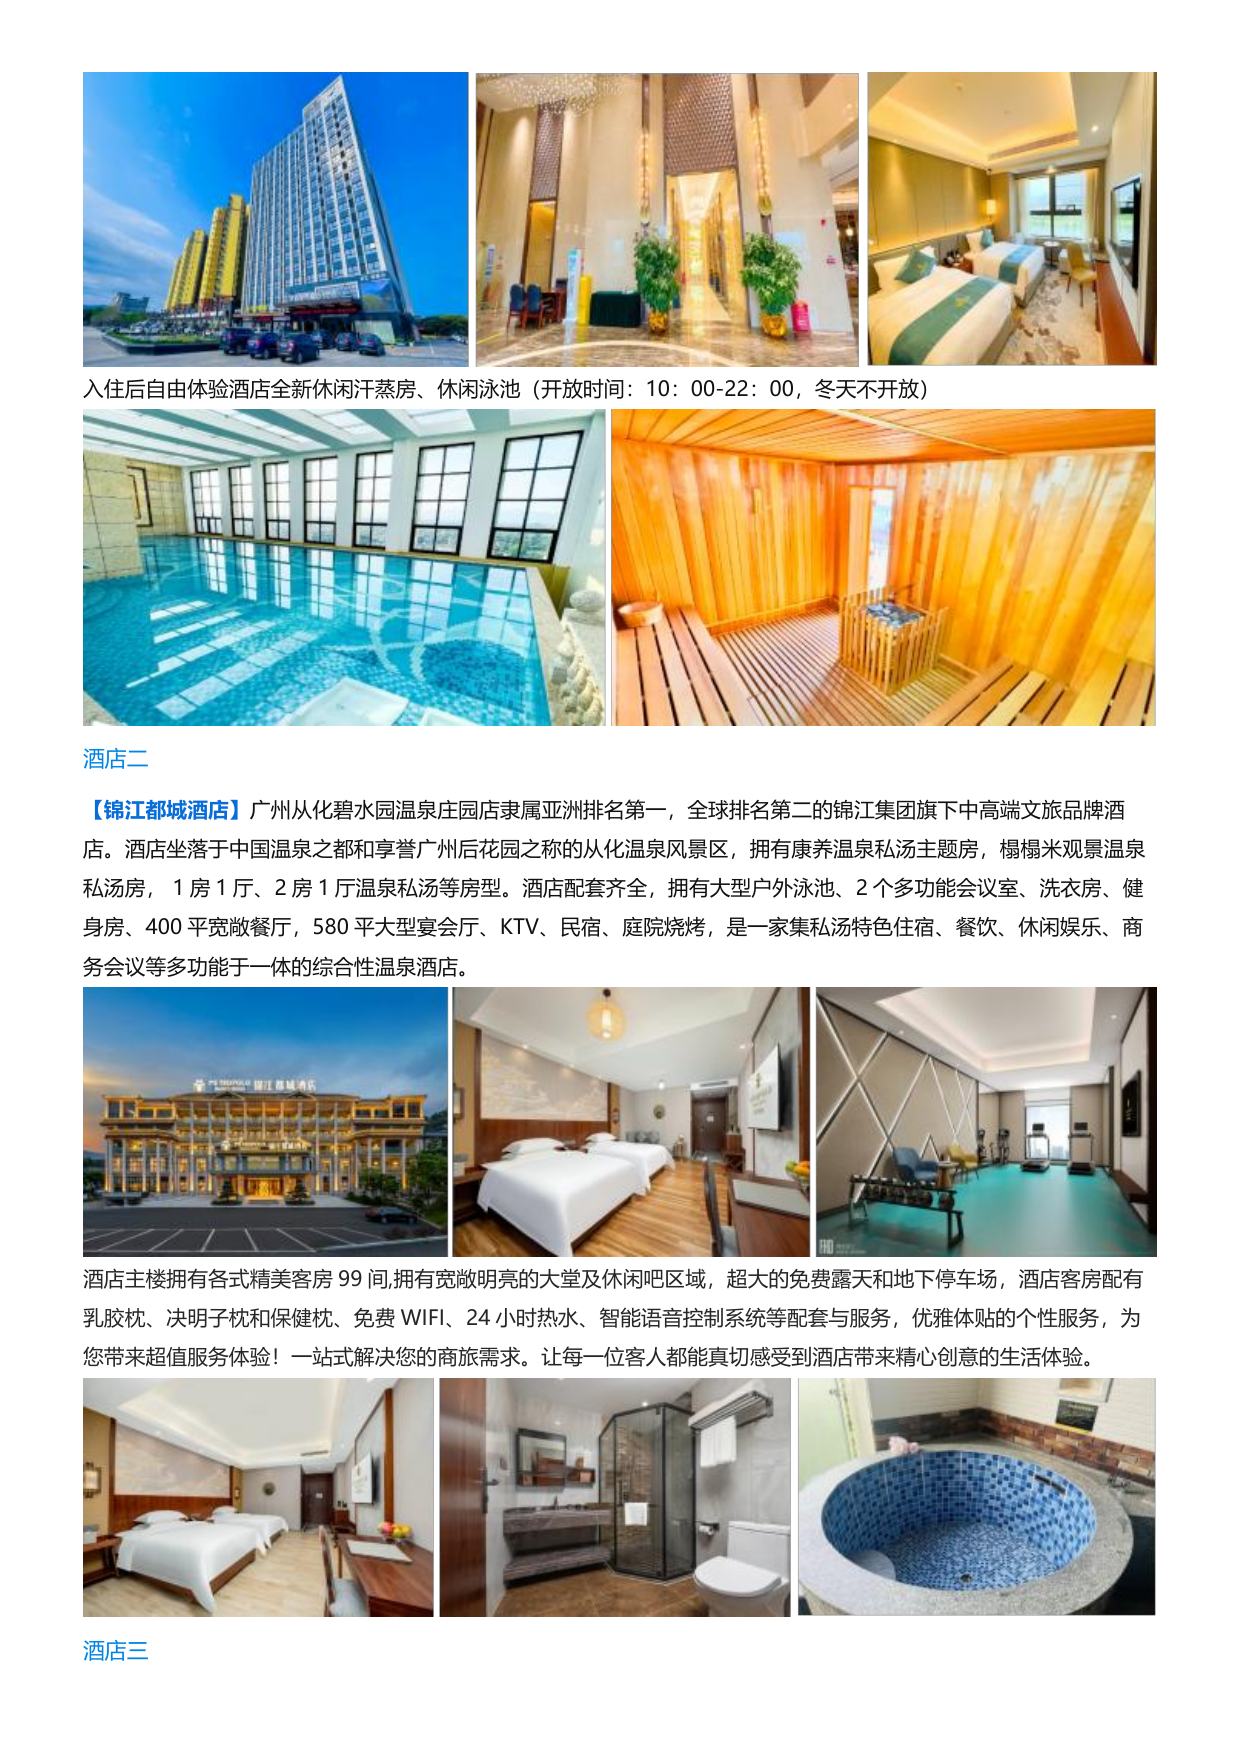 入住后自由体验酒店全新休闲汗蒸房、休闲泳池（开放时间：10：00-22：00，冬天不开放）
酒店二
【锦江都城酒店】广州从化碧水园温泉庄园店隶属亚洲排名第一，全球排名第二的锦江集团旗下中高端文旅品牌酒
店。酒店坐落于中国温泉之都和享誉广州后花园之称的从化温泉风景区，拥有康养温泉私汤主题房，榻榻米观景温泉
私汤房， 1 房 1 厅、2 房 1 厅温泉私汤等房型。酒店配套齐全，拥有大型户外泳池、2 个多功能会议室、洗衣房、健
身房、400 平宽敞餐厅，580 平大型宴会厅、KTV、民宿、庭院烧烤，是一家集私汤特色住宿、餐饮、休闲娱乐、商
务会议等多功能于一体的综合性温泉酒店。
锦江都城酒店
酒店主楼拥有各式精美客房 99 间,拥有宽敞明亮的大堂及休闲吧区域，超大的免费露天和地下停车场，酒店客房配有
乳胶枕、决明子枕和保健枕、免费 WIFI、24 小时热水、智能语音控制系统等配套与服务，优雅体贴的个性服务，为
您带来超值服务体验！一站式解决您的商旅需求。让每一位客人都能真切感受到酒店带来精心创意的生活体验。
酒店三